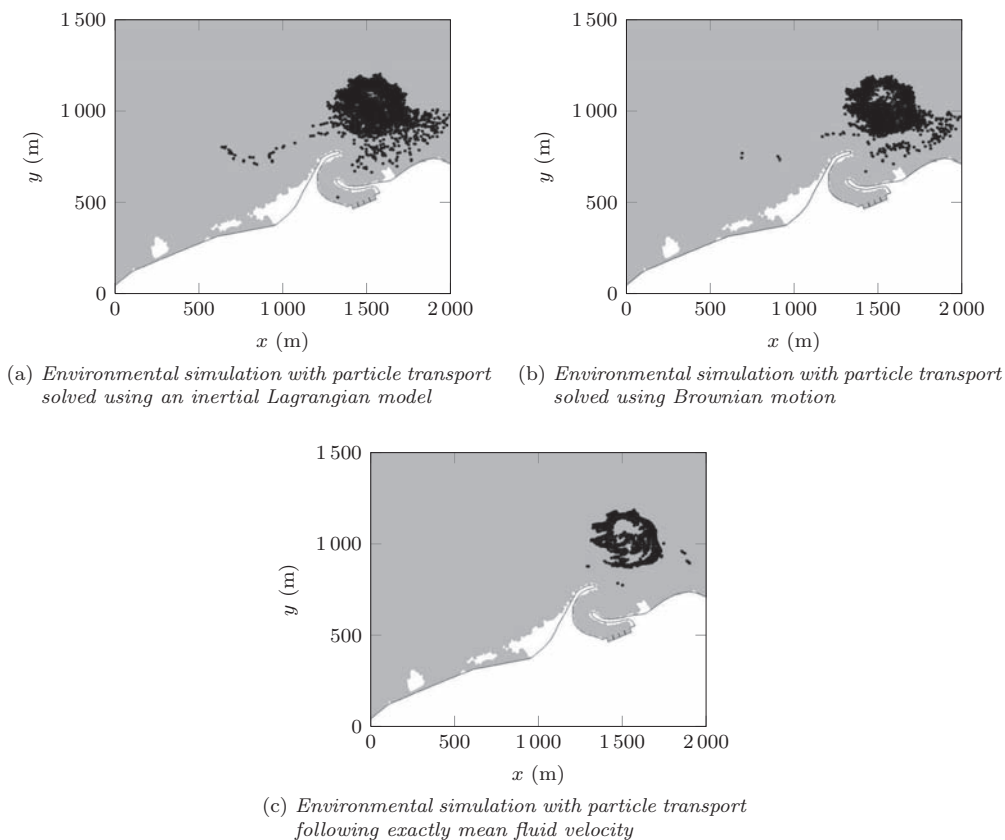 1 500
1 000
500
0
y (m)
0 500 1 000 1 500 2 000
x (m)
(a) Environmental simulation with particle transport
solved using an inertial Lagrangian model
1 500
1 000
500
0
y (m)
0 500 1 000 1 500 2 000
x (m)
(b) Environmental simulation with particle transport
solved using Brownian motion
1 500
1 000
500
0
y (m)
0 500 1 000 1 500 2 000
x (m)
(c) Environmental simulation with particle transport
following exactly mean fluid velocity